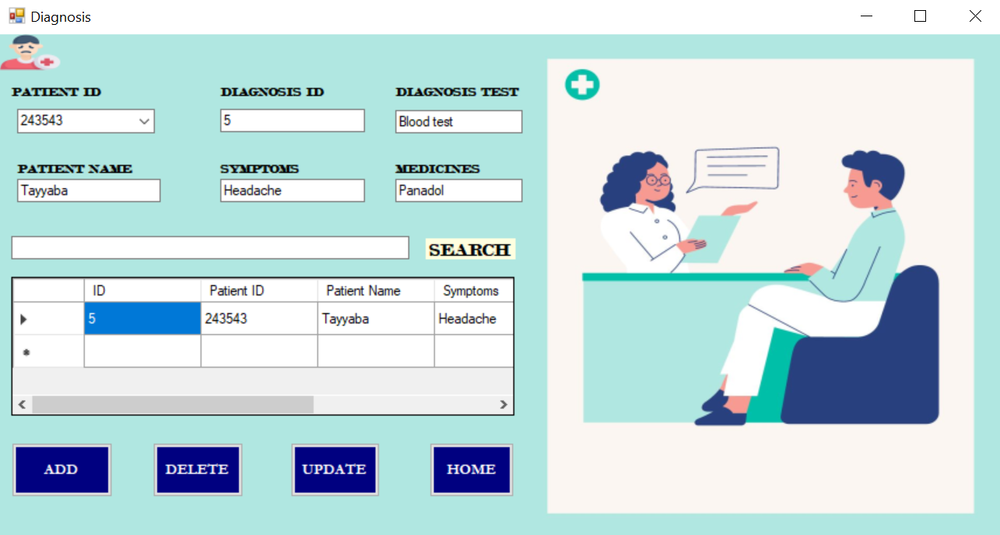 Diagnosis
PATIENT ID DIAGNOSIS ID DIAGNOSIS TEST
243543 5 Blood test
PATIENT NAME SYMPTOMS MEDICINES
Tayyaba Headache Panadol
SEARCH
ID Patient ID Patient Name Symptoms
5 243543 Tayyaba Headache
ADD DELETE UPDATE HOME